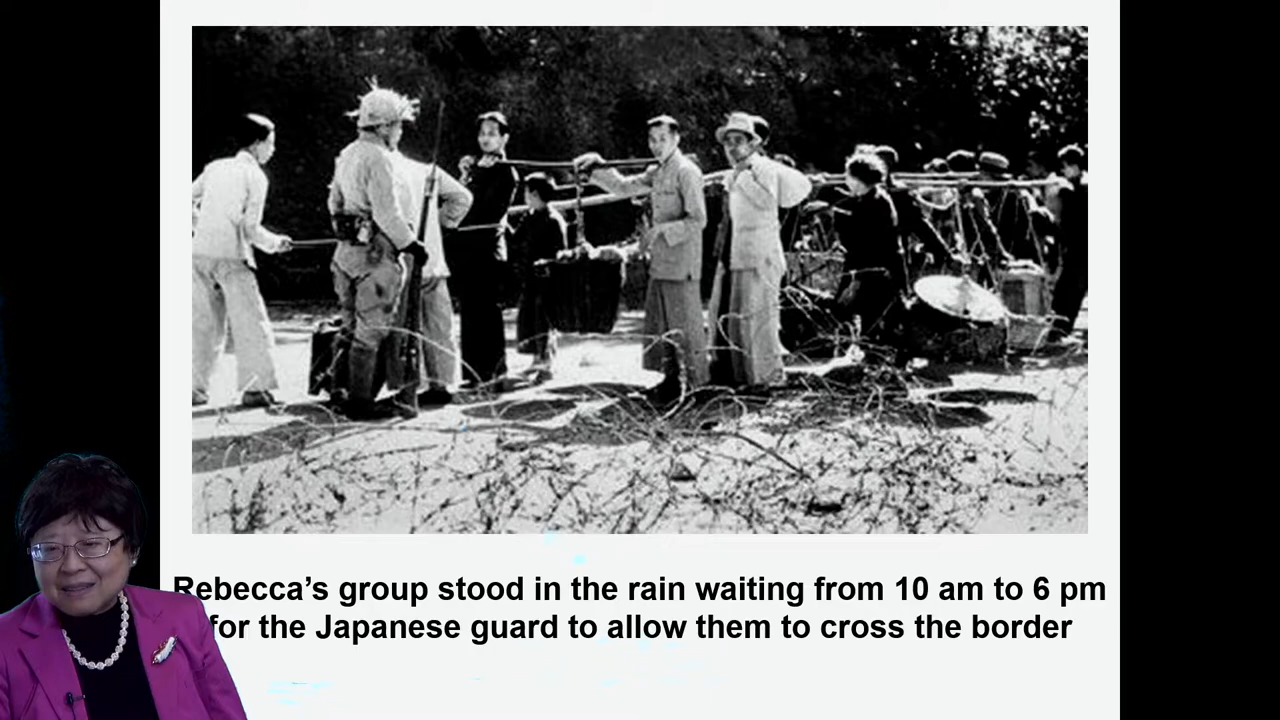 Rebecca’s group stood in the rain waiting from 10 am to 6 pm
for the Japanese guard to allow them to cross the border